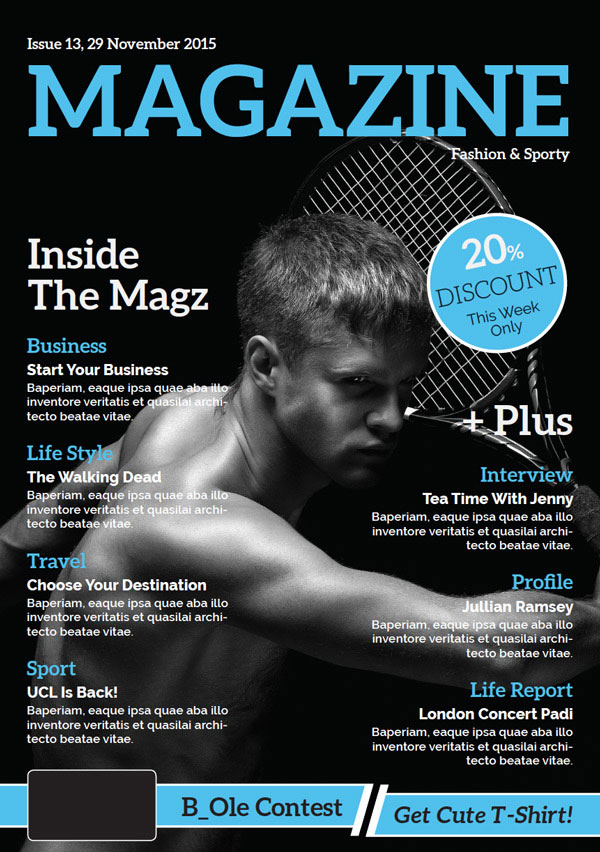 Issue 13, 29 November 2015
MAGAZINE
Fashion & Sporty
20%
DISCOUNT
This Week
Only
Inside
The Magz
Business
Start Your Business
Baperiam, eaque ipsa quae aba illo
inventore veritatis et quasilai archi-
tecto beatae vitae.
Life Style
The Walking Dead
Baperiam, eaque ipsa quae aba illo
inventore veritatis et quasilai archi-
tecto beatae vitae.
Travel
Choose Your Destination
Baperiam, eaque ipsa quae aba illo
inventore veritatis et quasilai archi-
tecto beatae vitae.
Sport
UCL Is Back!
Baperiam, eaque ipsa quae aba illo
inventore veritatis et quasilai archi-
tecto beatae vitae.
+ Plus
Interview
Tea Time With Jenny
Baperiam, eaque ipsa quae aba illo
inventore veritatis et quasilai archi-
tecto beatae vitae.
Profile
Jullian Ramsey
Baperiam, eaque ipsa quae aba illo
inventore veritatis et quasilai archi-
tecto beatae vitae.
Life Report
London Concert Padi
Baperiam, eaque ipsa quae aba illo
inventore veritatis et quasilai archi-
tecto beatae vitae.
B_Ole Contest
Get Cute T-Shirt!